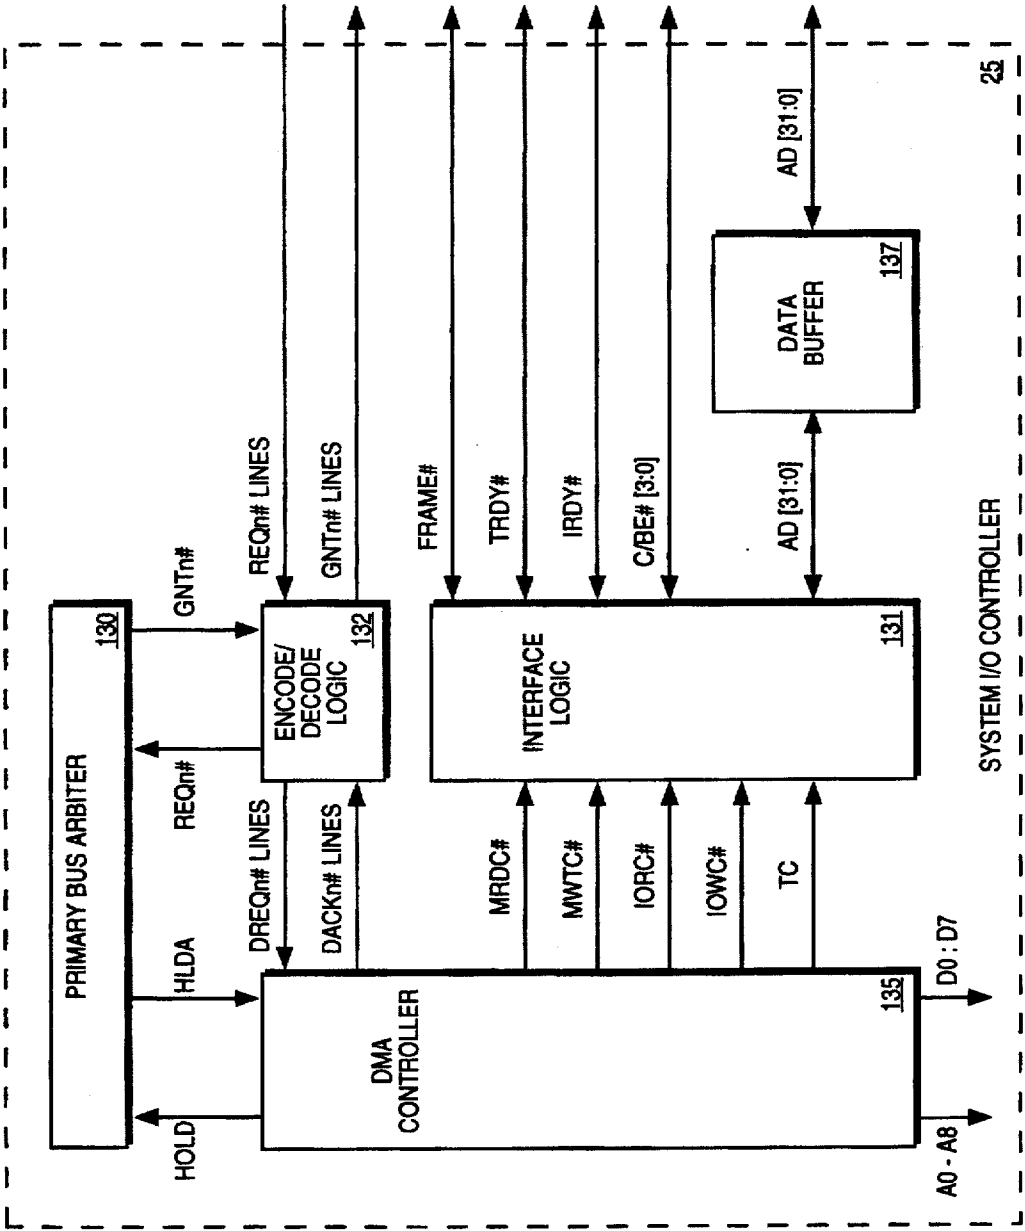 PRIMARY BUS ARBITER
130
HOLD
HLDA
REQn#
GNTn#
DREQn# LINES
DACKn# LINES
ENCODE/
DECODE
LOGIC
132
REQn# LINES
GNTn# LINES
DMA
CONTROLLER
135
MRDC#
MWTC#
IORC#
IOWC#
TC
INTERFACE
LOGIC
131
FRAME#
TRDY#
IRDY#
C/BE# [3:0]
AD [31:0]
DATA
BUFFER
137
AD [31:0]
A0 - A8
D0 : D7
SYSTEM I/O CONTROLLER
25